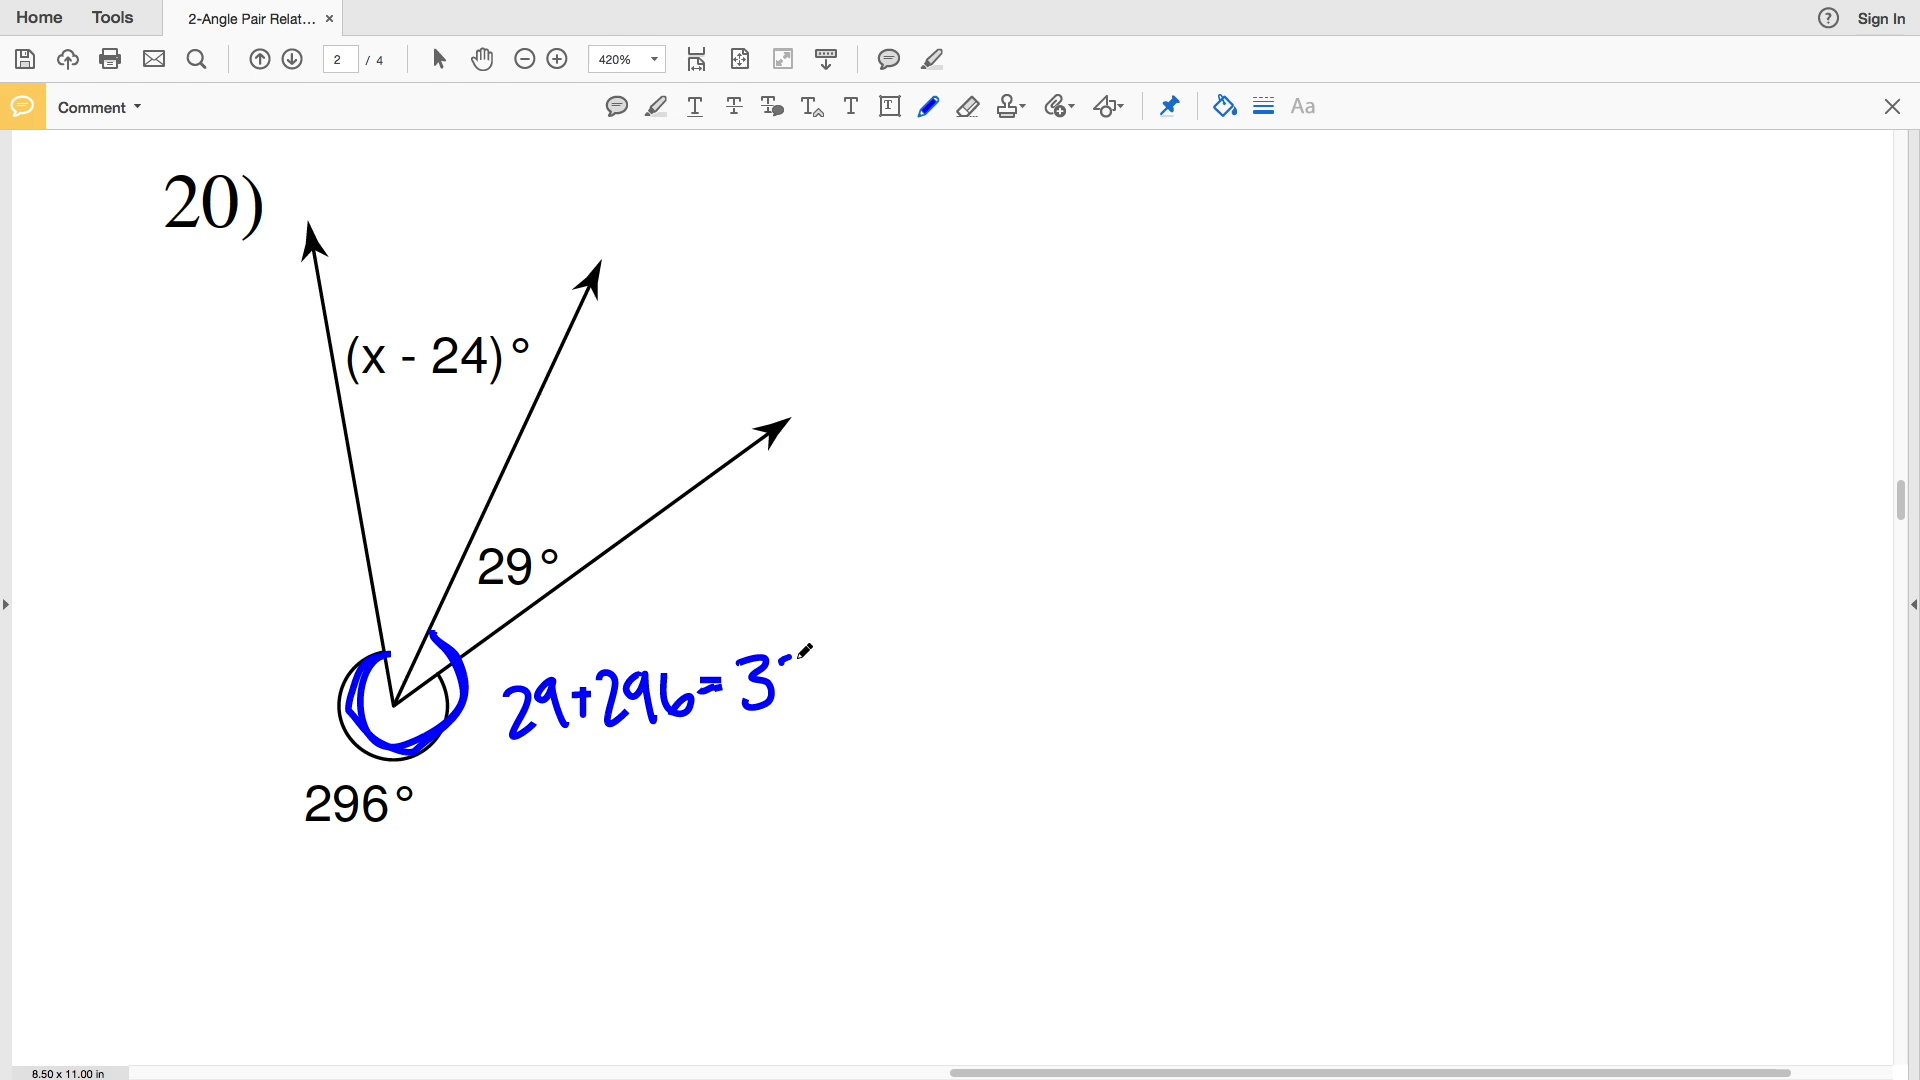 Home Tools 2-Angle Pair Relat... × ? Sign In
2 / 4 420%
Comment Aa
20)
(x - 24)°
29°
29+296=3
296°
8.50 x 11.00 in